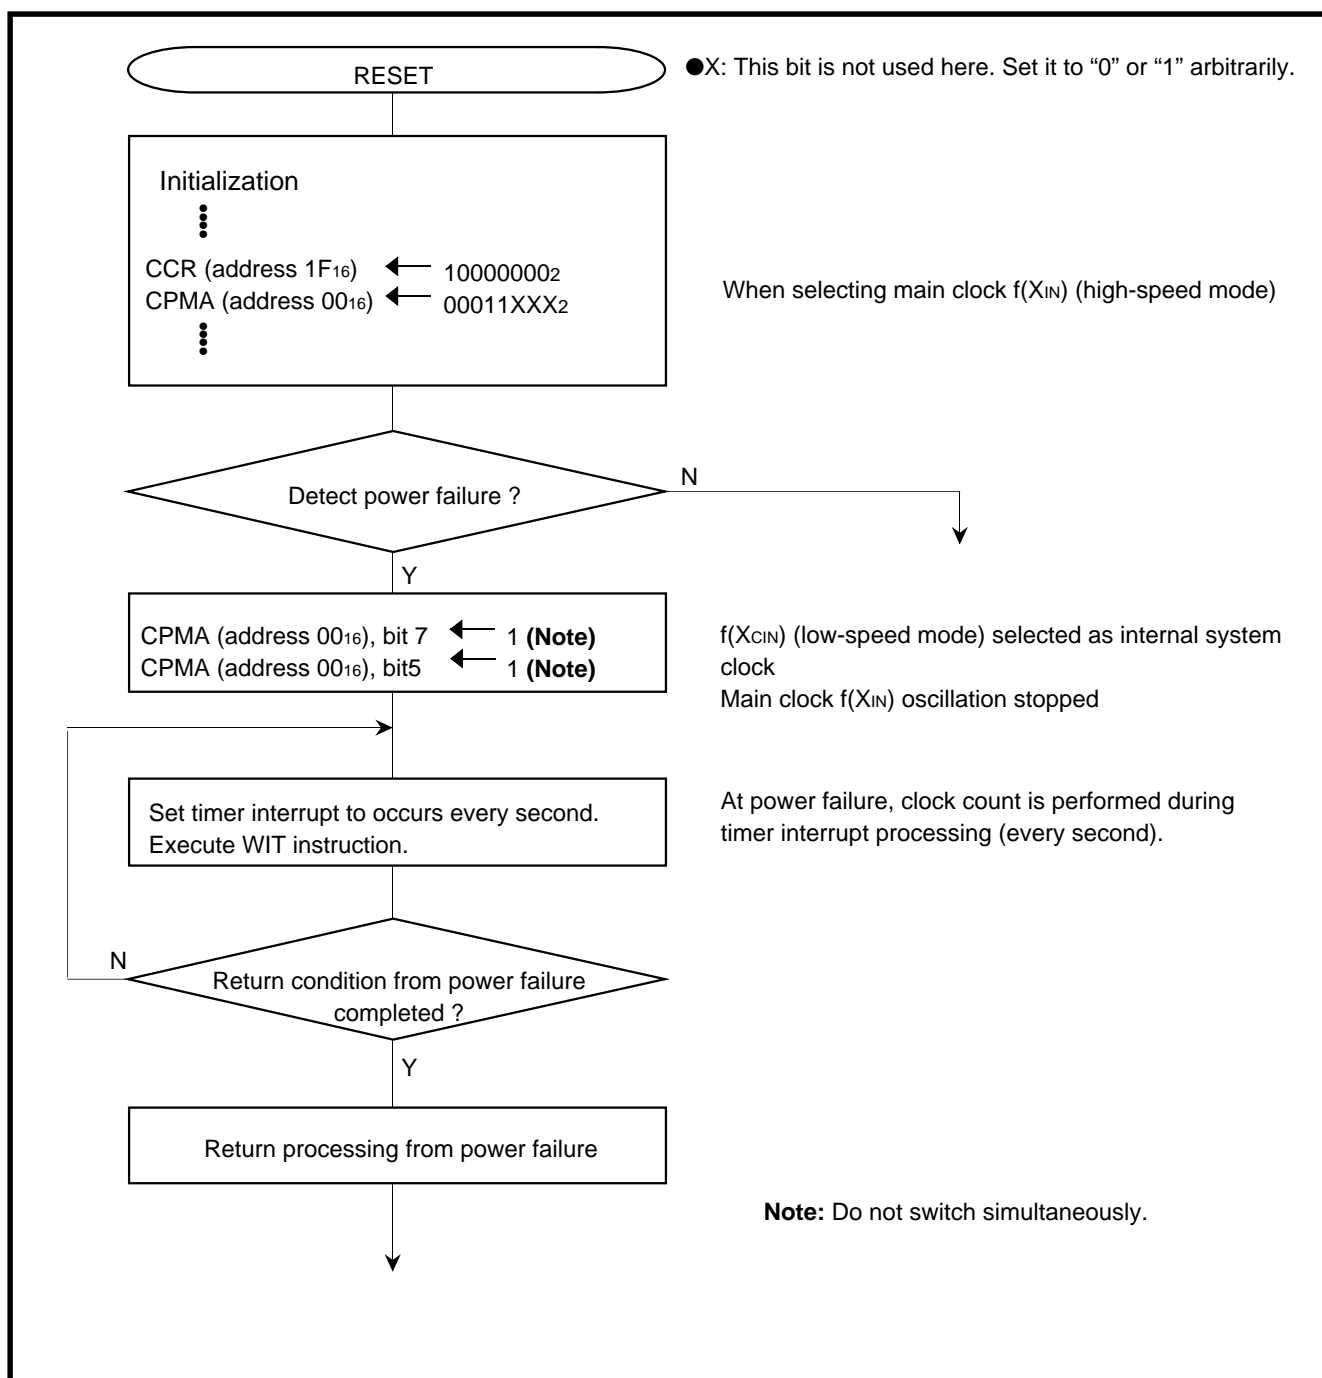 RESET
●X: This bit is not used here. Set it to “0” or “1” arbitrarily.
Initialization
CCR (address 1F16) ← 100000002
CPMA (address 0016) ← 00011XXX2
When selecting main clock f(XIN) (high-speed mode)
Detect power failure ?
N
Y
CPMA (address 0016), bit 7 ← 1 (Note)
CPMA (address 0016), bit5 ← 1 (Note)
f(XCIN) (low-speed mode) selected as internal system
clock
Main clock f(XIN) oscillation stopped
Set timer interrupt to occurs every second.
Execute WIT instruction.
At power failure, clock count is performed during
timer interrupt processing (every second).
N
Return condition from power failure
completed ?
Y
Return processing from power failure
Note: Do not switch simultaneously.